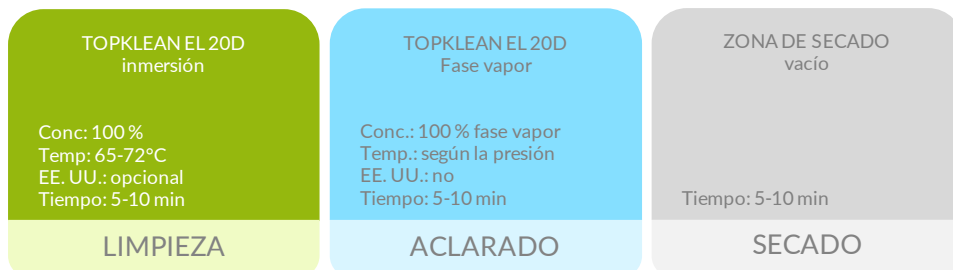 TOPKLEAN EL 20D
inmersión
Conc: 100 %
Temp: 65-72°C
EE. UU.: opcional
Tiempo: 5-10 min
LIMPIEZA
TOPKLEAN EL 20D
Fase vapor
Conc.: 100 % fase vapor
Temp.: según la presión
EE. UU.: no
Tiempo: 5-10 min
ACLARADO
ZONA DE SECADO
vacío
Tiempo: 5-10 min
SECADO